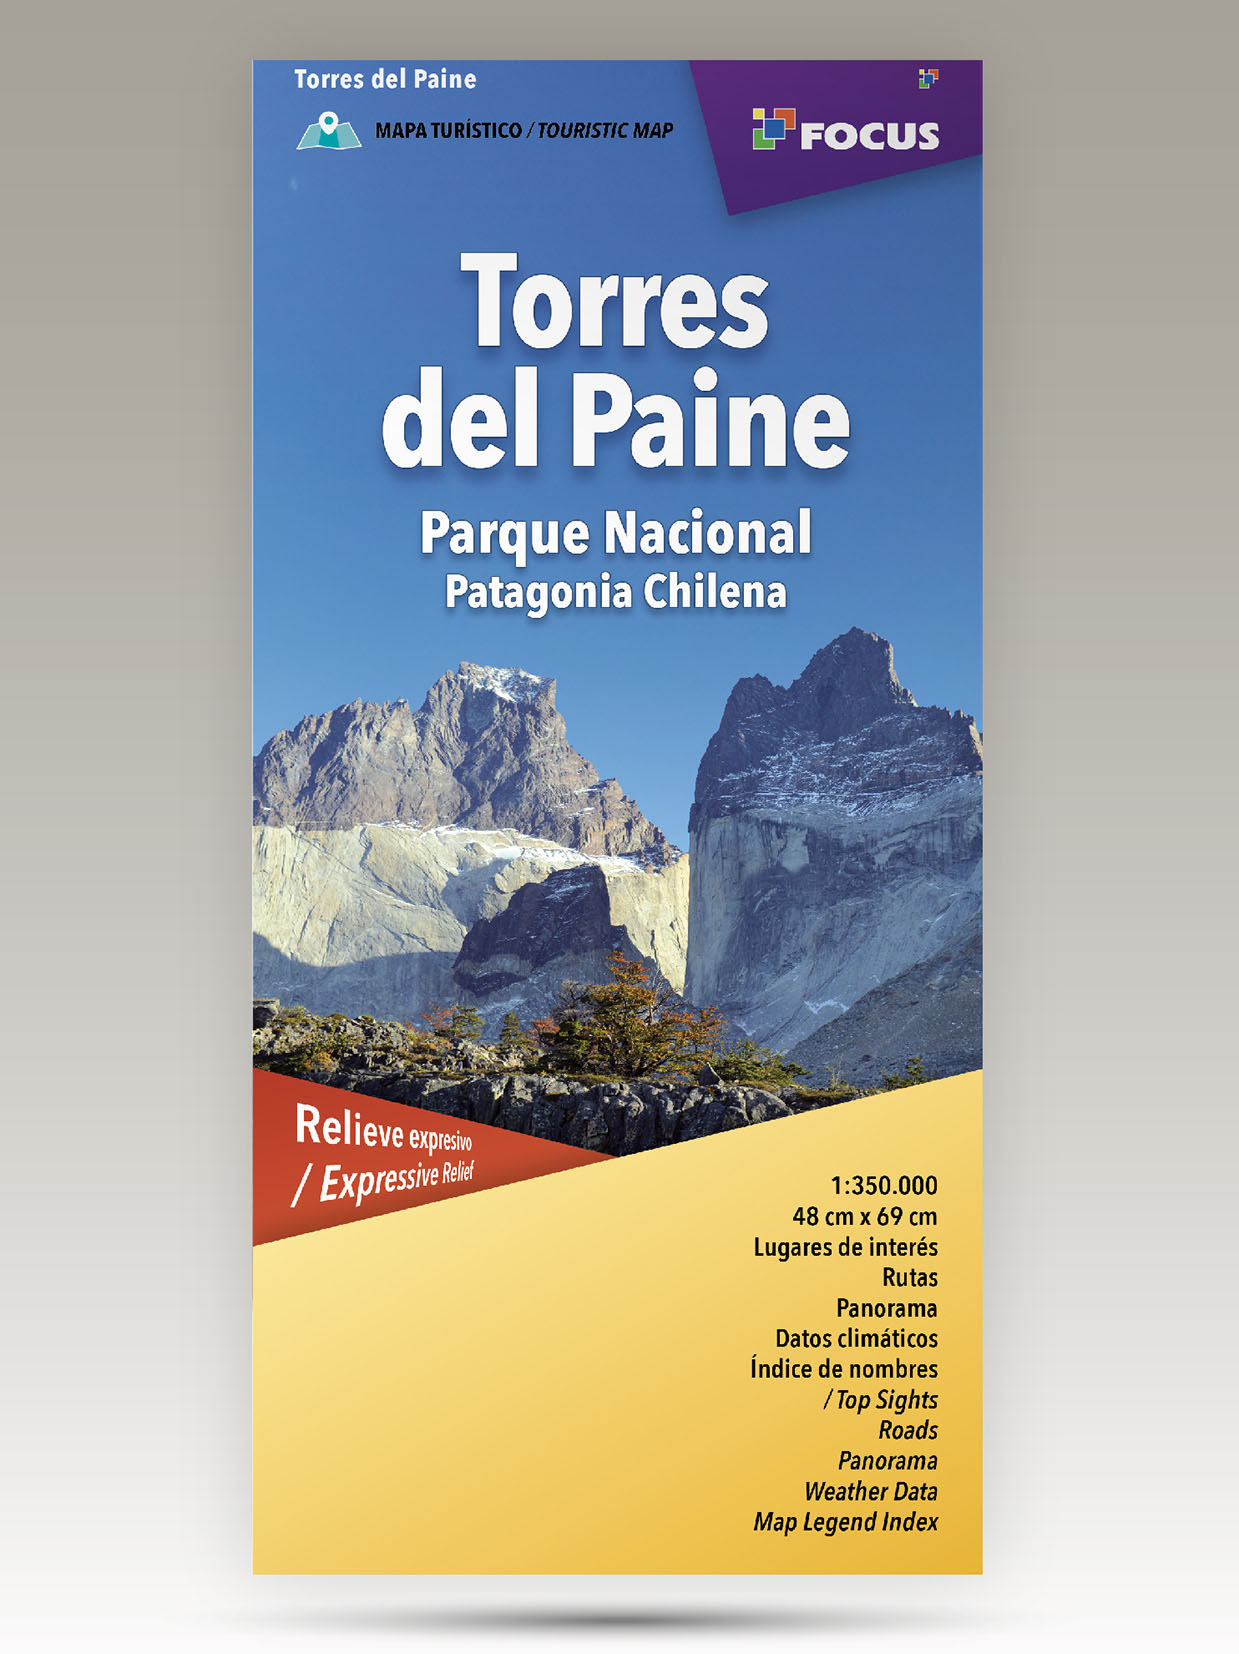 Torres del Paine
MAPA TURÍSTICO / TOURISTIC MAP
FOCUS
Torres
del Paine
Parque Nacional
Patagonia Chilena
Relieve expresivo
/ Expressive Relief
1:350.000
48 cm x 69 cm
Lugares de interés
Rutas
Panorama
Datos climáticos
Índice de nombres
/ Top Sights
Roads
Panorama
Weather Data
Map Legend Index